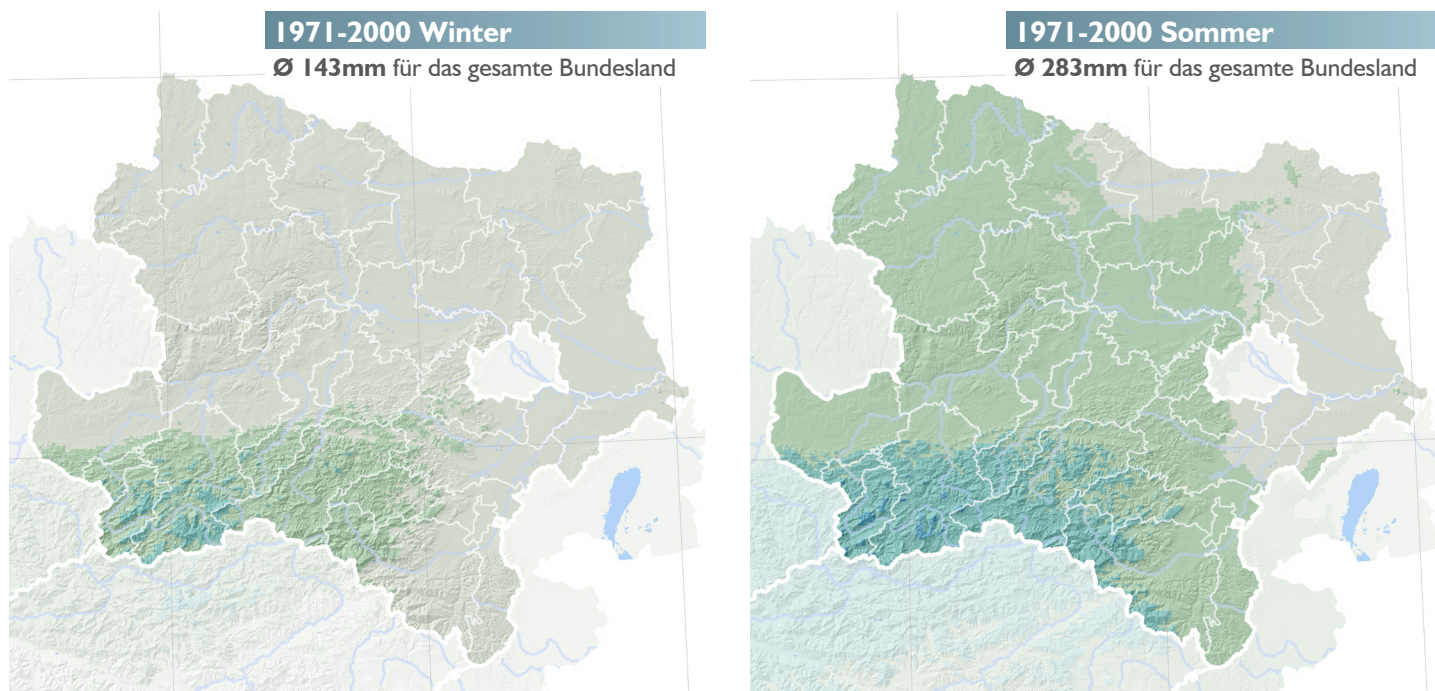 1971-2000 Winter
Ø 143mm für das gesamte Bundesland
1971-2000 Sommer
Ø 283mm für das gesamte Bundesland